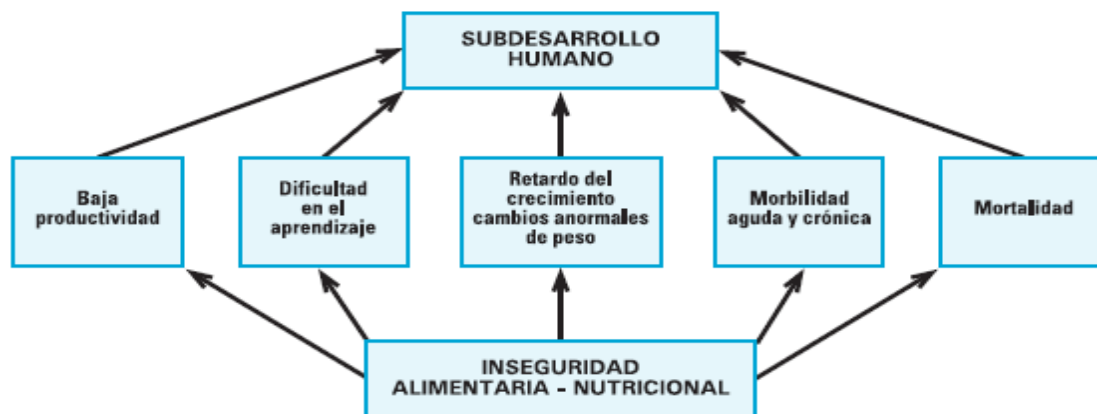 SUBDESARROLLO
HUMANO
Baja
productividad
Dificultad
en el
aprendizaje
Retardo del
crecimiento
cambios anormales
de peso
Morbilidad
aguda y crónica
Mortalidad
INSEGURIDAD
ALIMENTARIA - NUTRICIONAL